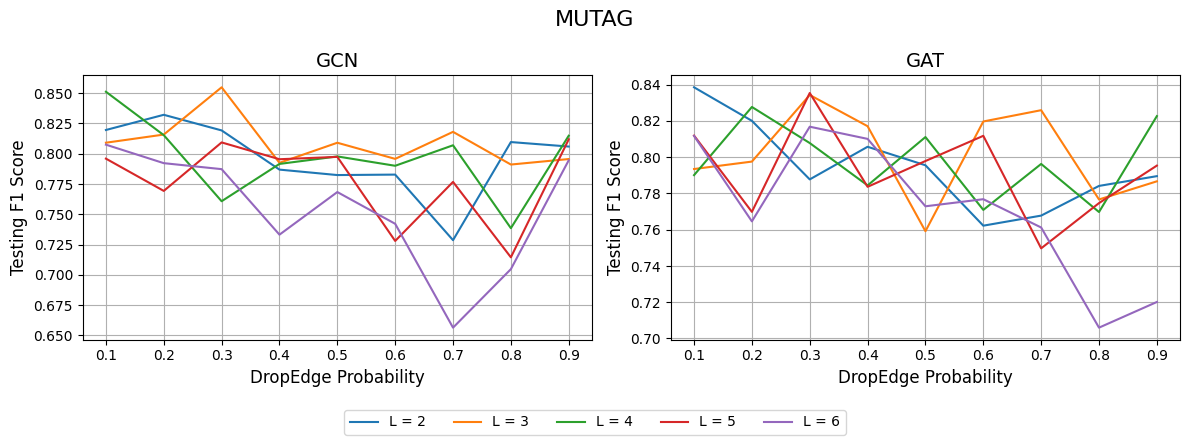 MUTAG
GCN
Testing F1 Score
0.850
0.825
0.800
0.775
0.750
0.725
0.700
0.675
0.650
0.1 0.2 0.3 0.4 0.5 0.6 0.7 0.8 0.9
DropEdge Probability
GAT
Testing F1 Score
0.84
0.82
0.80
0.78
0.76
0.74
0.72
0.70
0.1 0.2 0.3 0.4 0.5 0.6 0.7 0.8 0.9
DropEdge Probability
L = 2 L = 3 L = 4 L = 5 L = 6